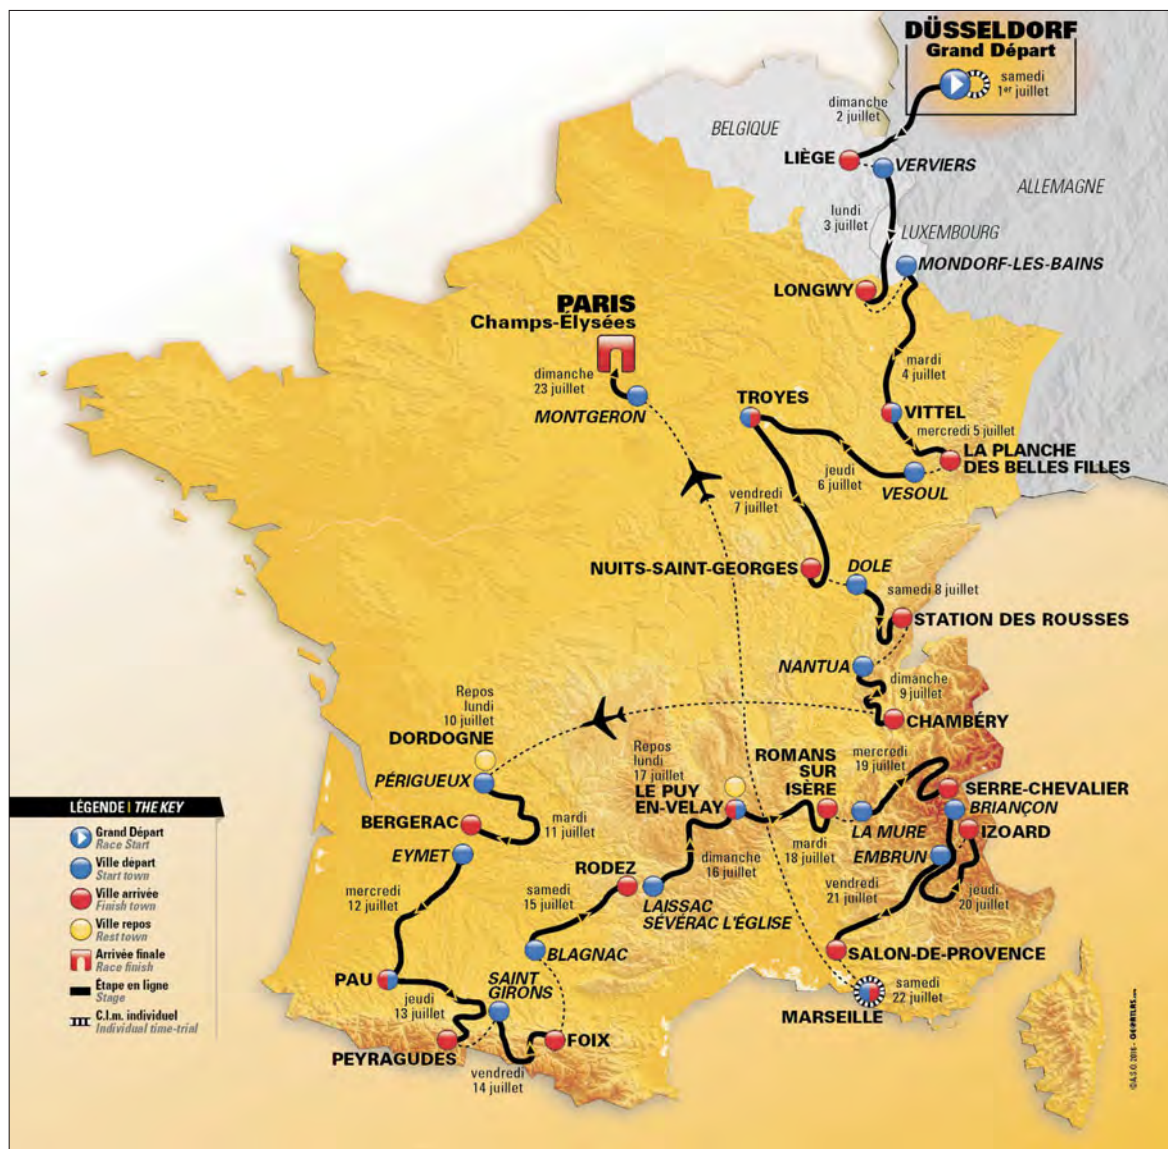 DÜSSELDORF
Grand Départ
samedi
1er juillet
dimanche
2 juillet
BELGIQUE
LIÈGE
VERVIERS
ALLEMAGNE
lundi
3 juillet
LUXEMBOURG
MONDORF-LES-BAINS
LONGWY
PARIS
Champs-Élysées
dimanche
23 juillet
MONTGERON
mardi
4 juillet
TROYES
VITTEL
mercredi 5 juillet
LA PLANCHE
DES BELLES FILLES
jeudi
6 juillet
VESOUL
vendredi
7 juillet
NUITS-SAINT-GEORGES
DOLE
samedi 8 juillet
STATION DES ROUSSES
NANTUA
dimanche
9 juillet
CHAMBÉRY
Repos
lundi
10 juillet
DORDOGNE
PÉRIGUEUX
BERGERAC
mardi
11 juillet
EYMET
mercredi
12 juillet
PAU
jeudi
13 juillet
PEYRAGUDES
SAINT
GIRONS
vendredi
14 juillet
FOIX
BLAGNAC
samedi
15 juillet
RODEZ
LAISSAC
SÉVÉRAC L'ÉGLISE
dimanche
16 juillet
Repos
lundi
17 juillet
LE PUY
EN-VELAY
ROMANS
SUR
ISÈRE
mardi
18 juillet
LA MURE
mercredi
19 juillet
SERRE-CHEVALIER
BRIANÇON
IZOARD
EMBRUN
jeudi
20 juillet
vendredi
21 juillet
SALON-DE-PROVENCE
samedi
22 juillet
MARSEILLE
LÉGENDE | THE KEY
Grand Départ
Race Start
Ville départ
Start town
Ville arrivée
Finish town
Ville repos
Rest town
Arrivée finale
Race finish
Étape en ligne
Stage
C.l.m. individuel
Individual time-trial
©A.S.O. 2016 - GEOATLAS.com